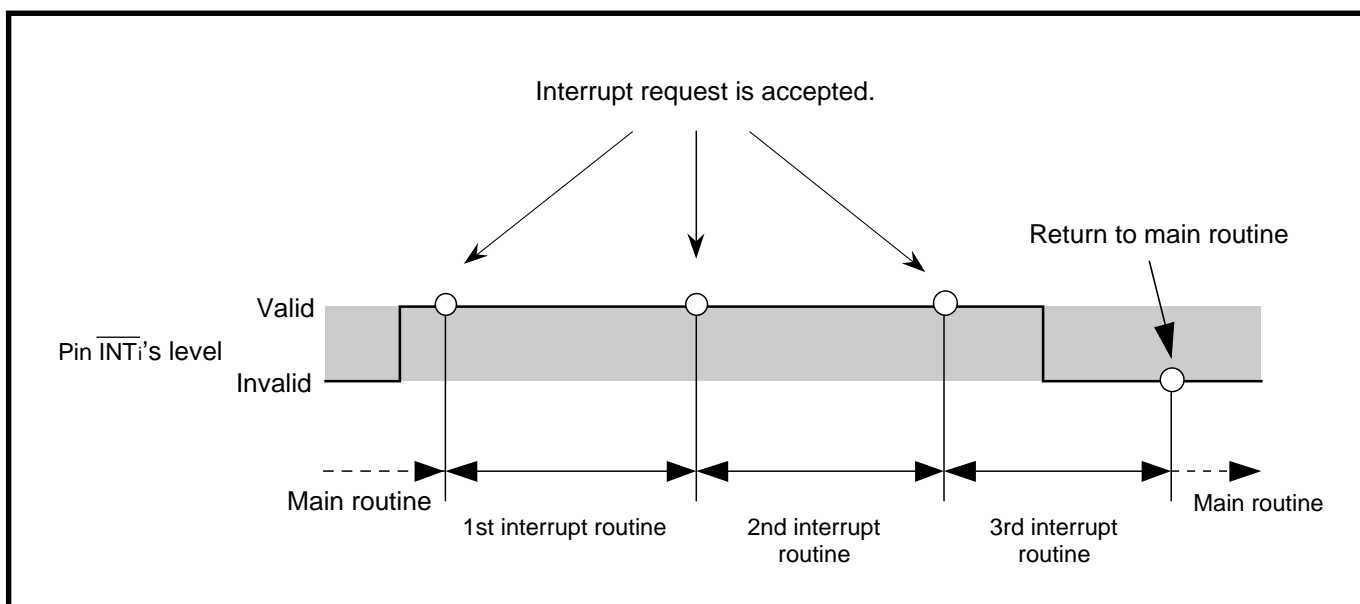 Interrupt request is accepted.
Return to main routine
Valid
Pin I̅N̅T̅i's level
Invalid
Main routine
1st interrupt routine
2nd interrupt
routine
3rd interrupt
routine
Main routine